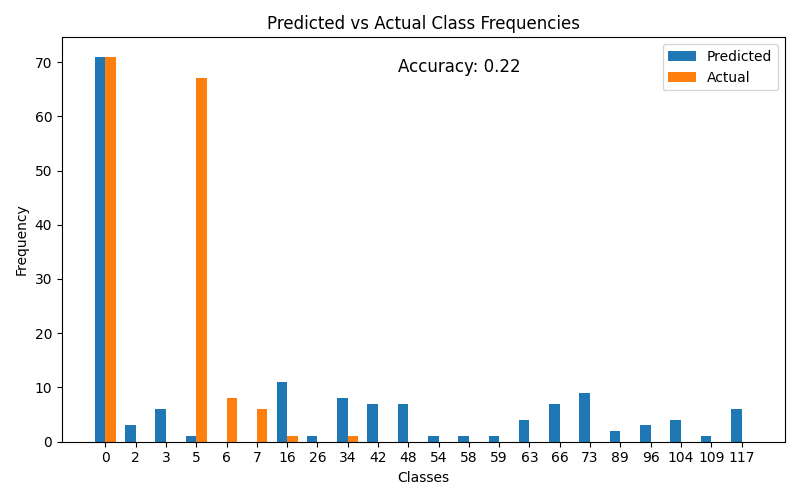 Predicted vs Actual Class Frequencies
Accuracy: 0.22
Predicted
Actual
Frequency
70
60
50
40
30
20
10
0
0 2 3 5 6 7 16 26 34 42 48 54 58 59 63 66 73 89 96 104 109 117
Classes